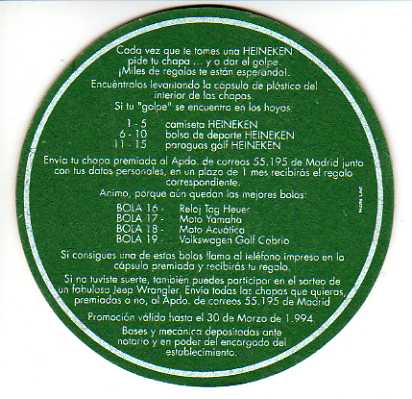 Cada vez que te tomes una HEINEKEN
pide tu chapa ... y a dar el golpe.
¡Miles de regalos te están esperando!.
Encuéntralos levantando la cápsula de plástico del
interior de las chapas.
Si tu "golpe" se encuentra en los hoyos:
1 - 5 camiseta HEINEKEN
6 - 10 bolsa de deporte HEINEKEN
11 - 15 paraguas golf HEINEKEN
Envía tu chapa premiada al Apdo. de correos 55.195 de Madrid junto
con tus datos personales, en un plazo de 1 mes recibirás el regalo
correspondiente.
Animo, porque aún quedan las mejores bolas:
BOLA 16 - Reloj Tag Heuer
BOLA 17 - Moto Yamaha
BOLA 18 - Moto Acuática
BOLA 19 - Volkswagen Golf Cabrio
Si consigues una de estas bolas llama al teléfono impreso en la
cápsula premiada y recibirás tu regalo.
Si no tuviste suerte, también puedes participar en el sorteo de
un fabuloso Jeep Wrangler. Envía todas las chapas que quieras,
premiadas o no, al Apdo. de correos 55.195 de Madrid
Promoción válida hasta el 30 de Marzo de 1.994.
Bases y mecánica depositadas ante
notario y en poder del encargado del
establecimiento.